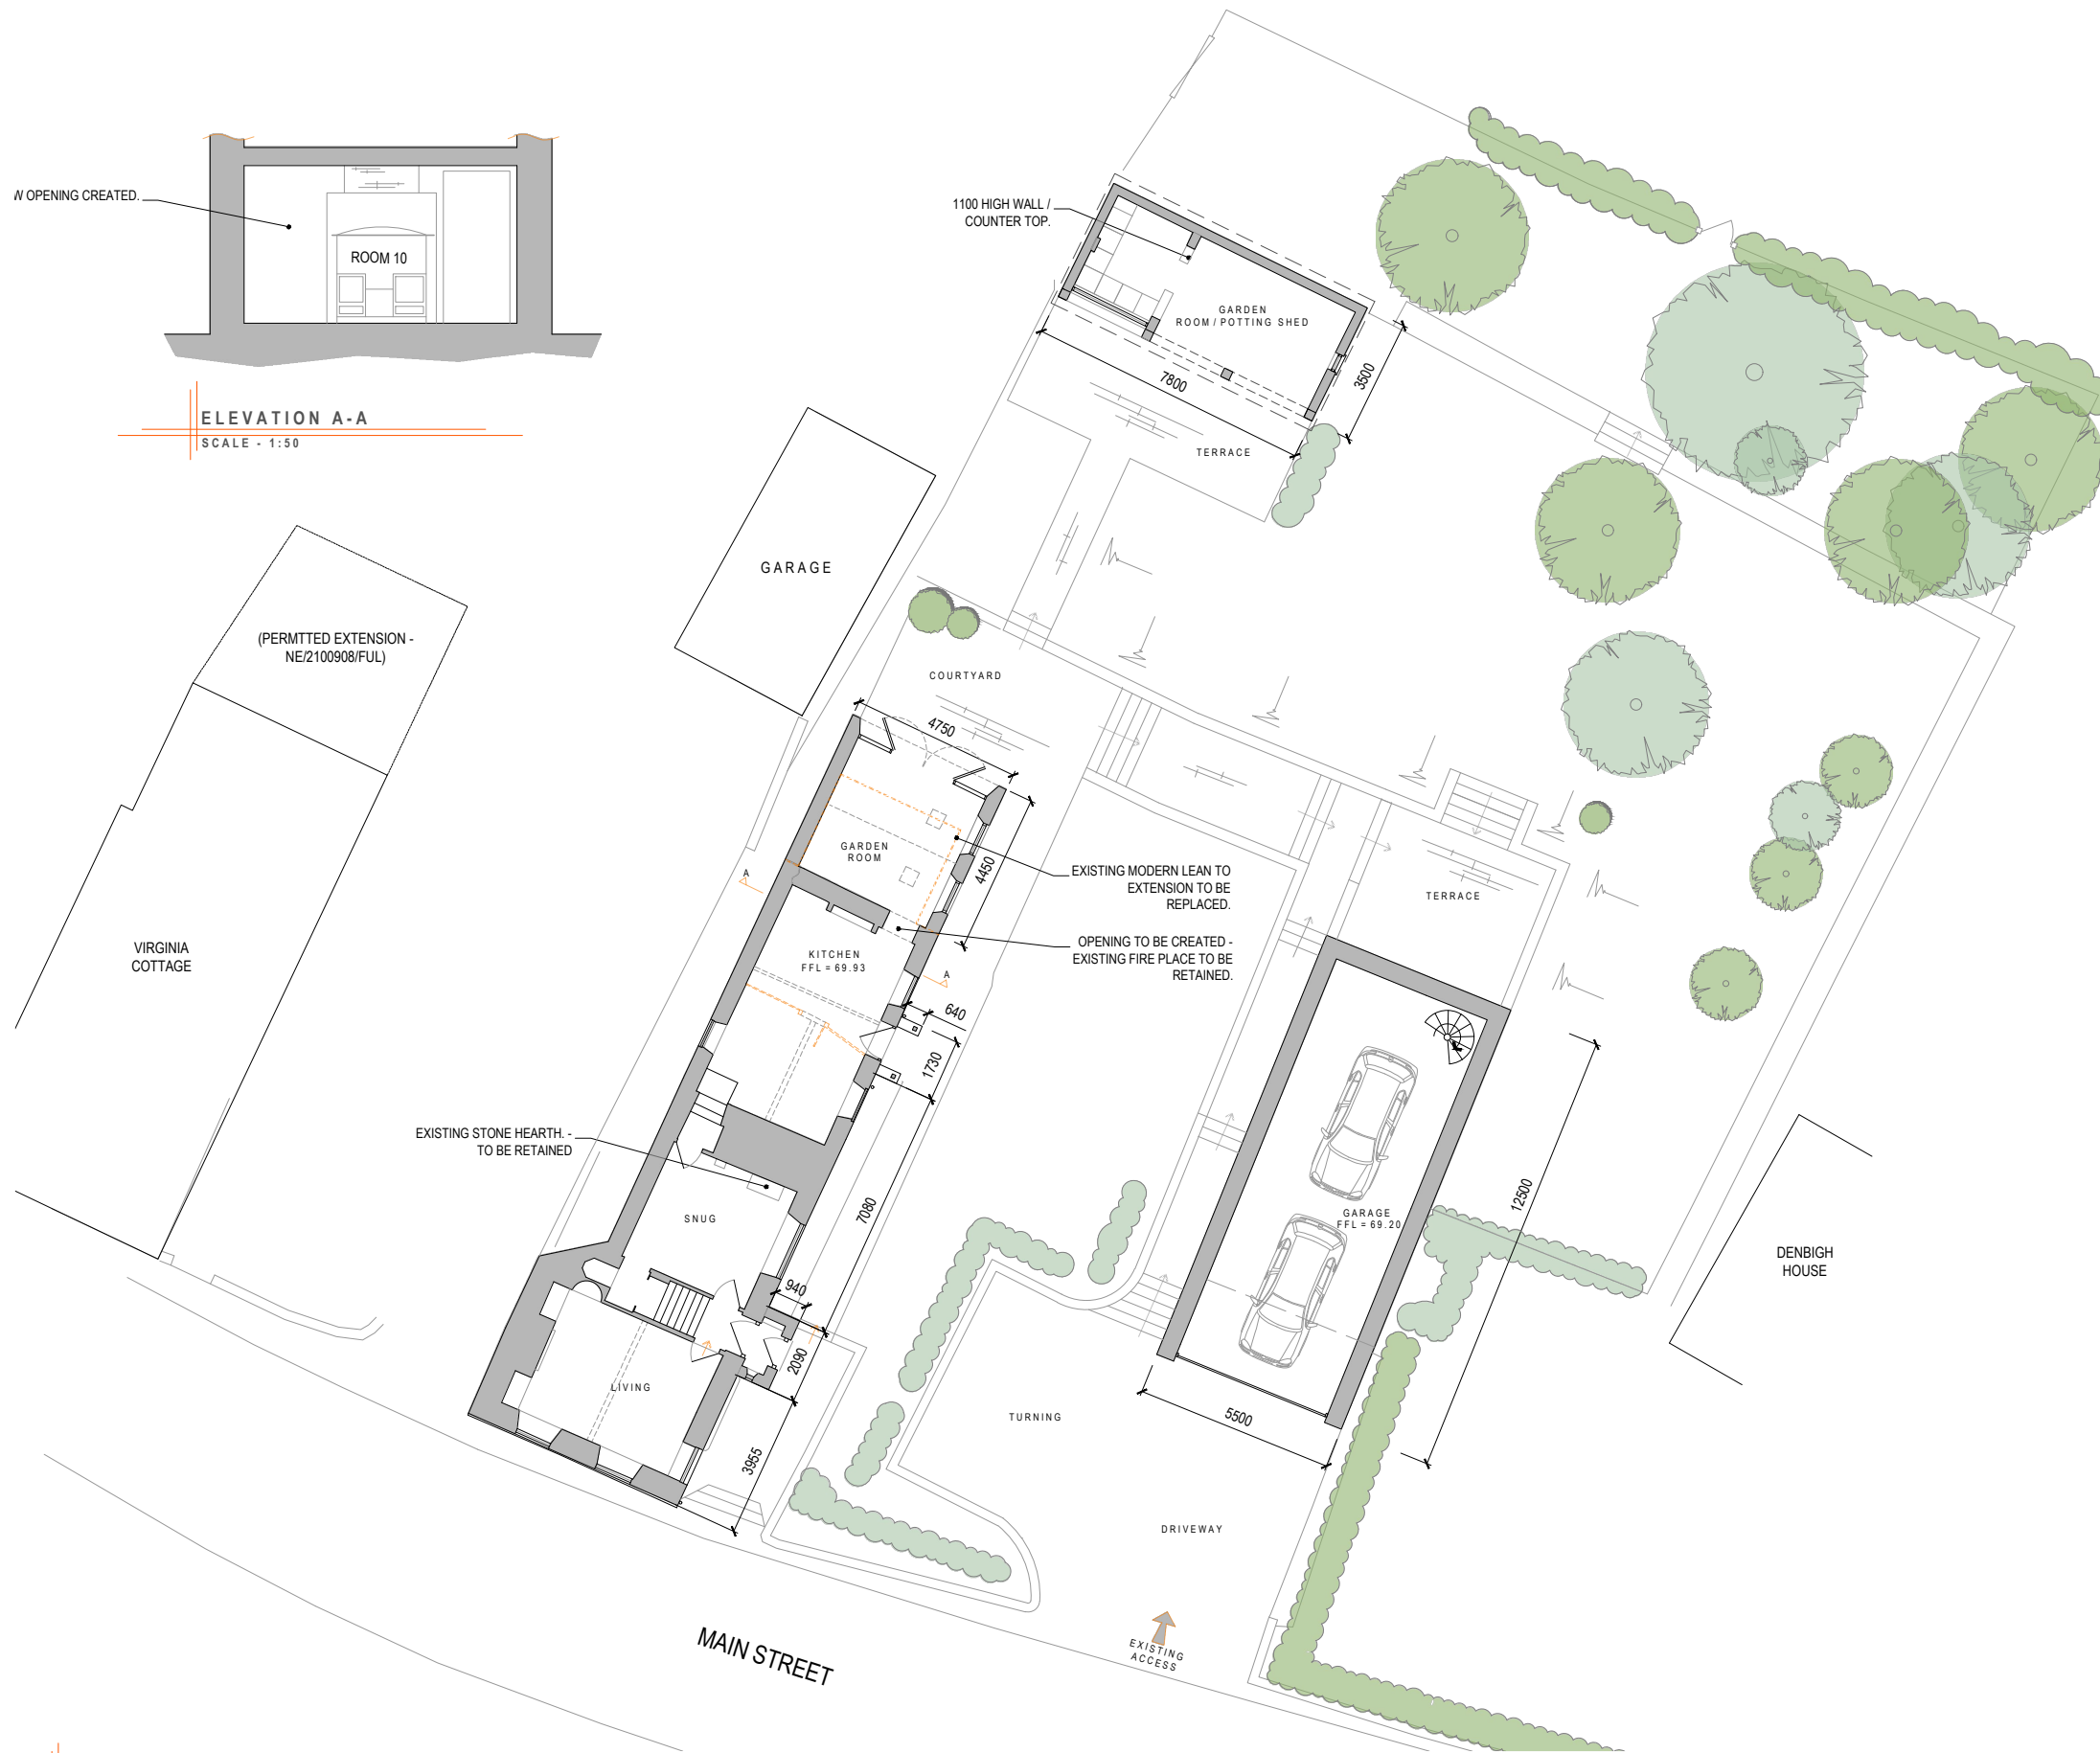 W OPENING CREATED.
ROOM 10
ELEVATION A-A
SCALE - 1:50
1100 HIGH WALL /
COUNTER TOP.
GARDEN
ROOM / POTTING SHED
7800
3500
TERRACE
GARAGE
(PERMTTED EXTENSION -
NE/2100908/FUL)
COURTYARD
4750
GARDEN
ROOM
4450
A
EXISTING MODERN LEAN TO
EXTENSION TO BE
REPLACED.
TERRACE
OPENING TO BE CREATED -
EXISTING FIRE PLACE TO BE
RETAINED.
VIRGINIA
COTTAGE
KITCHEN
FFL = 69.93
A
640
1730
EXISTING STONE HEARTH. -
TO BE RETAINED
7080
SNUG
12500
GARAGE
FFL = 69.20
DENBIGH
HOUSE
940
2090
LIVING
5500
TURNING
3955
DRIVEWAY
MAIN STREET
EXISTING
ACCESS